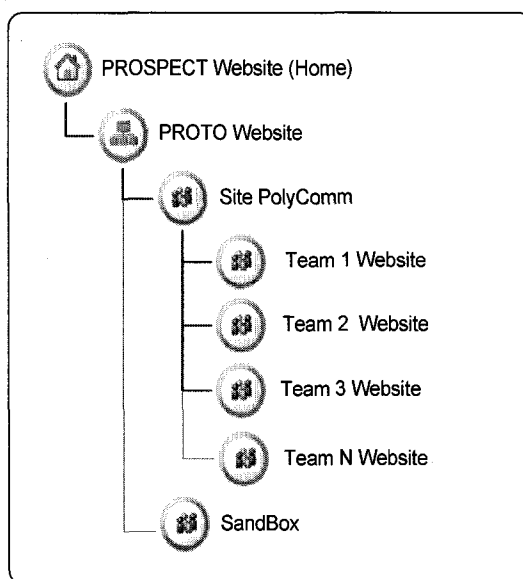 PROSPECT Website (Home)
PROTO Website
Site PolyComm
Team 1 Website
Team 2 Website
Team 3 Website
Team N Website
SandBox